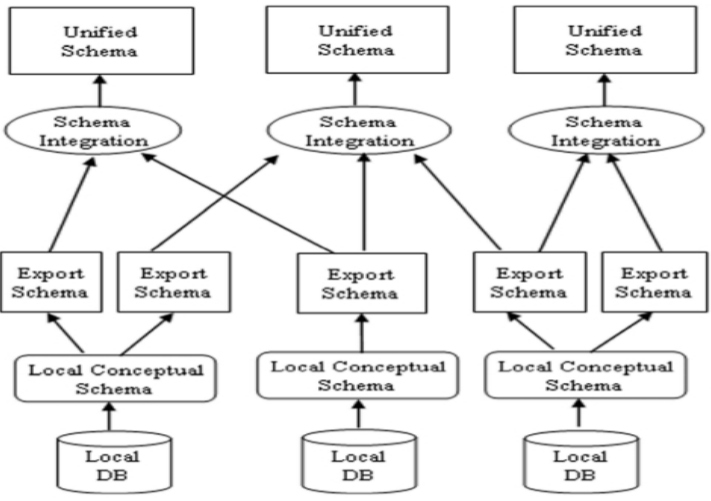 Unified
Schema
Unified
Schema
Unified
Schema
Schema
Integration
Schema
Integration
Schema
Integration
Export
Schema
Export
Schema
Export
Schema
Export
Schema
Export
Schema
Local Conceptual
Schema
Local Conceptual
Schema
Local Conceptual
Schema
Local
DB
Local
DB
Local
DB